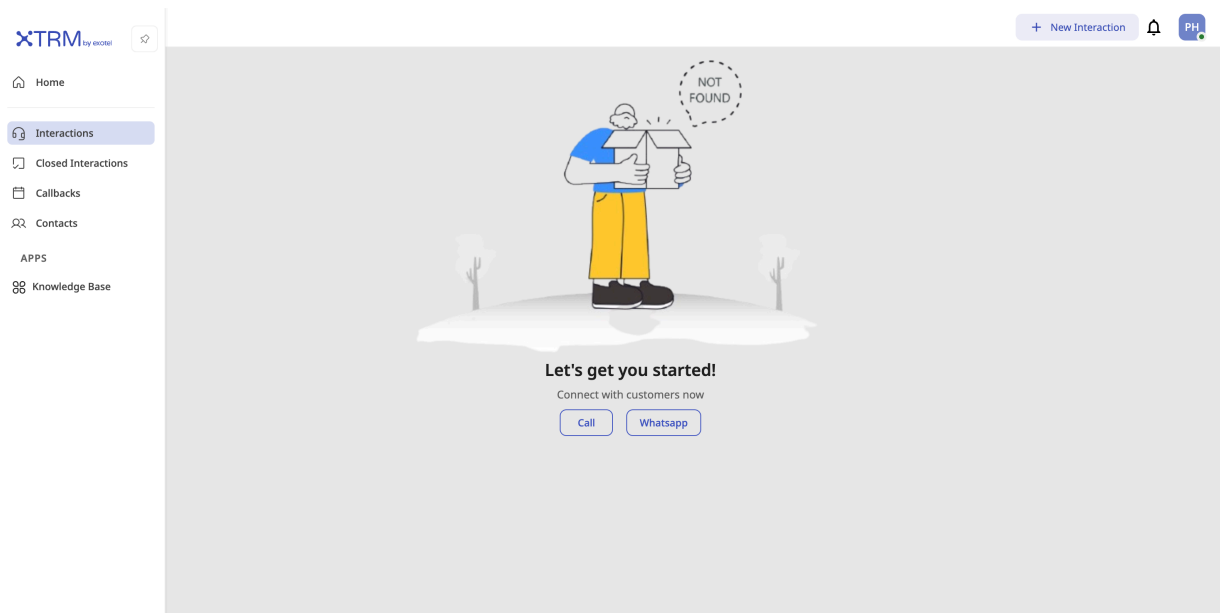 XTRM by exotel
New Interaction
PH
Home
Interactions
Closed Interactions
Callbacks
Contacts
APPS
Knowledge Base
NOT
FOUND
Let's get you started!
Connect with customers now
Call
Whatsapp